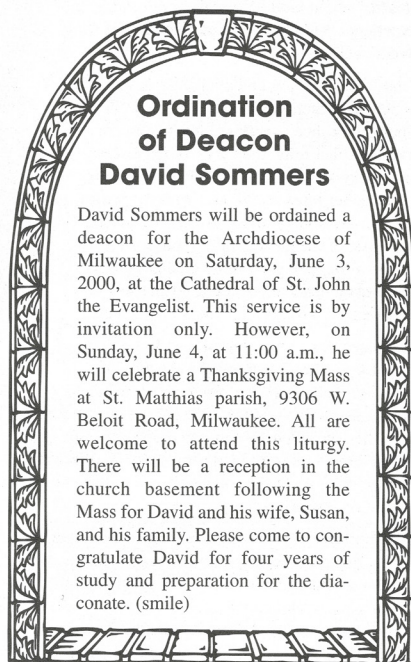 Ordination
of Deacon
David Sommers
David Sommers will be ordained a
deacon for the Archdiocese of
Milwaukee on Saturday, June 3,
2000, at the Cathedral of St. John
the Evangelist. This service is by
invitation only. However, on
Sunday, June 4, at 11:00 a.m., he
will celebrate a Thanksgiving Mass
at St. Matthias parish, 9306 W.
Beloit Road, Milwaukee. All are
welcome to attend this liturgy.
There will be a reception in the
church basement following the
Mass for David and his wife, Susan,
and his family. Please come to con-
gratulate David for four years of
study and preparation for the dia-
conate. (smile)